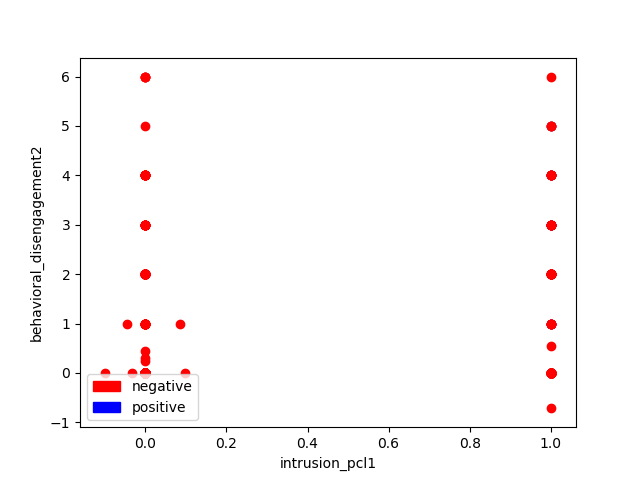 6
5
4
3
2
1
0
−1
behavioral_disengagement2
negative
positive
0.0 0.2 0.4 0.6 0.8 1.0
intrusion_pcl1